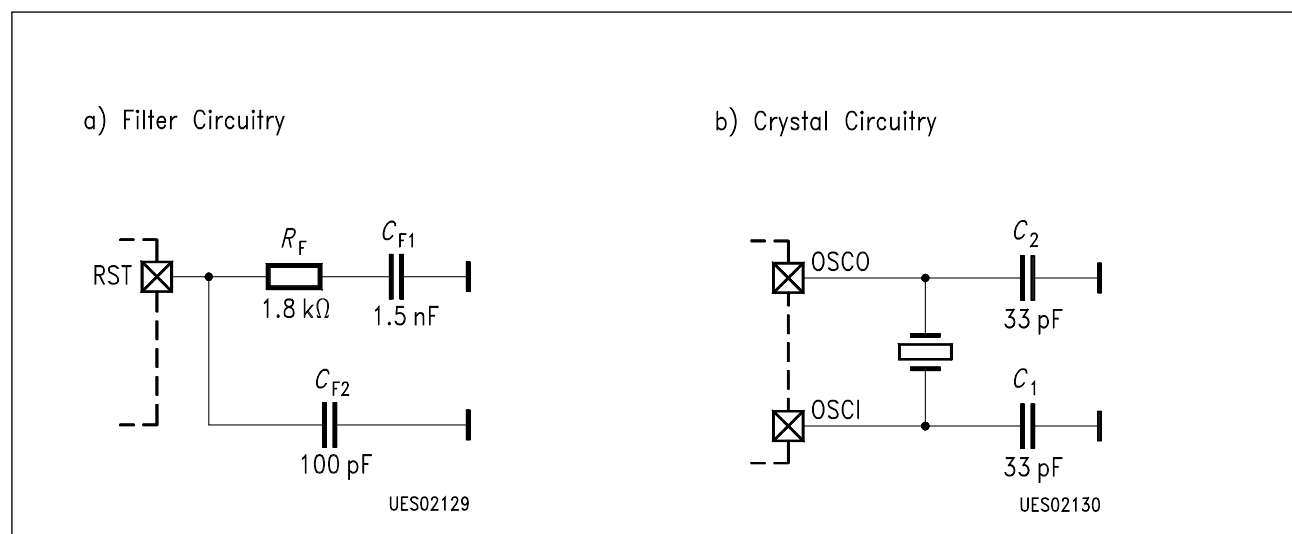 a) Filter Circuitry
RST
R_F
1.8 kΩ
C_F1
1.5 nF
C_F2
100 pF
UES02129
b) Crystal Circuitry
OSCO
C_2
33 pF
OSCI
C_1
33 pF
UES02130